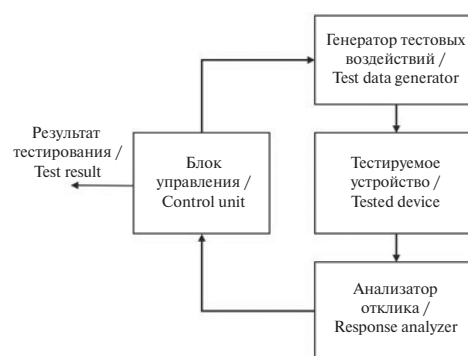 Генератор тестовых
воздействий /
Test data generator
Результат
тестирования /
Test result
Блок
управления /
Control unit
Тестируемое
устройство /
Tested device
Анализатор
отклика /
Response analyzer